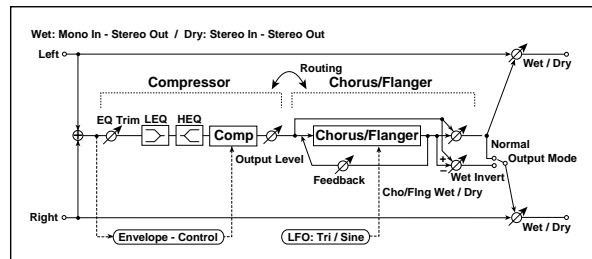 Wet: Mono In - Stereo Out / Dry: Stereo In - Stereo Out
Left
Wet / Dry
Routing
Compressor
Chorus/Flanger
EQ Trim
LEQ
HEQ
Comp
Chorus/Flanger
Normal
Output Mode
Output Level
Feedback
+
−
Wet Invert
Cho/Flng Wet / Dry
Right
Wet / Dry
Envelope - Control
LFO: Tri / Sine